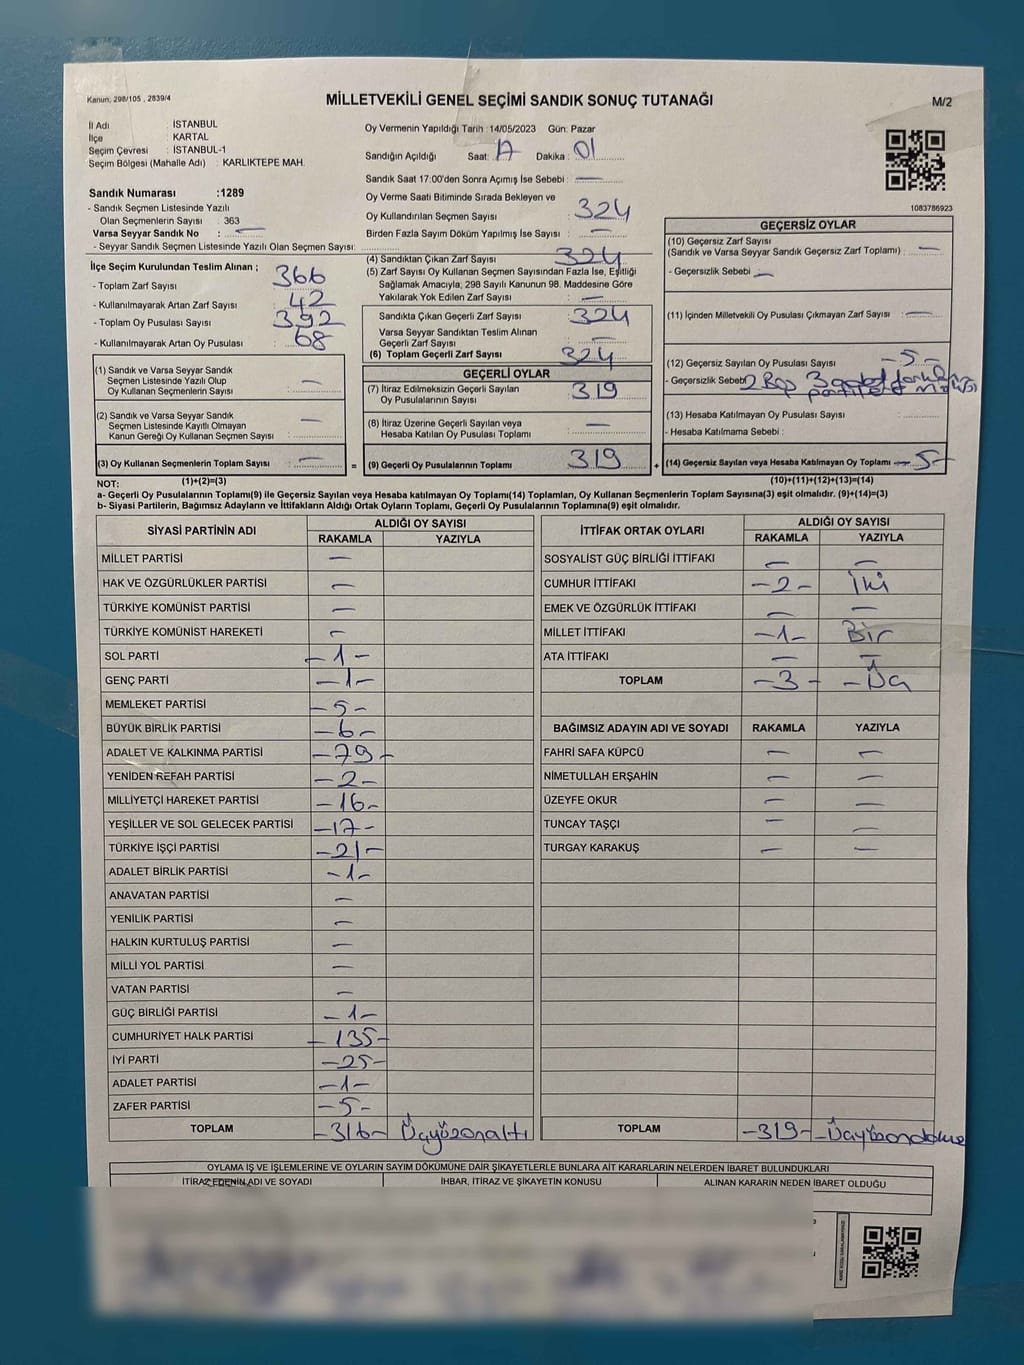 Kanun, 298/105 , 2839/4
MİLLETVEKİLİ GENEL SEÇİMİ SANDIK SONUÇ TUTANAĞI
M/2
İl Adı : İSTANBUL
İlçe : KARTAL
Seçim Çevresi : İSTANBUL-1
Seçim Bölgesi (Mahalle Adı) : KARLIKTEPE MAH.
Sandık Numarası :1289
- Sandık Seçmen Listesinde Yazılı
Olan Seçmenlerin Sayısı : 363
Varsa Seyyar Sandık No : —
- Seyyar Sandık Seçmen Listesinde Yazılı Olan Seçmen Sayısı:
Oy Vermenin Yapıldığı Tarih :14/05/2023 Gün: Pazar
Sandığın Açıldığı Saat: Dakika : 01
Sandık Saat 17:00'den Sonra Açımış İse Sebebi : —
Oy Verme Saati Bitiminde Sırada Bekleyen ve
Oy Kullandırılan Seçmen Sayısı : 324
Birden Fazla Sayım Döküm Yapılmış İse Sayısı : —
1083786923
İlçe Seçim Kurulundan Teslim Alınan ;
- Toplam Zarf Sayısı : 366
- Kullanılmayarak Artan Zarf Sayısı : 42
- Toplam Oy Pusulası Sayısı : 392
- Kullanılmayarak Artan Oy Pusulası : 68
(4) Sandıktan Çıkan Zarf Sayısı : 324
(5) Zarf Sayısı Oy Kullanan Seçmen Sayısından Fazla İse, Eşitliği
Sağlamak Amacıyla; 298 Sayılı Kanunun 98. Maddesine Göre
Yakılarak Yok Edilen Zarf Sayısı : —
Sandıkta Çıkan Geçerli Zarf Sayısı : 324
Varsa Seyyar Sandıktan Teslim Alınan
Geçerli Zarf Sayısı : —
(6) Toplam Geçerli Zarf Sayısı : 324
GEÇERSİZ OYLAR
(10) Geçersiz Zarf Sayısı
(Sandık ve Varsa Seyyar Sandık Geçersiz Zarf Toplamı) : —
- Geçersizlik Sebebi : —
(11) İçinden Milletvekili Oy Pusulası Çıkmayan Zarf Sayısı : —
(12) Geçersiz Sayılan Oy Pusulası Sayısı -5-
- Geçersizlik Sebebi 2 Boş 3
(13) Hesaba Katılmayan Oy Pusulası Sayısı :
- Hesaba Katılmama Sebebi :
(14) Geçersiz Sayılan veya Hesaba Katılmayan Oy Toplamı -5-
(10)+(11)+(12)+(13)=(14)
(1) Sandık ve Varsa Seyyar Sandık
Seçmen Listesinde Yazılı Olup
Oy Kullanan Seçmenlerin Sayısı : —
(2) Sandık ve Varsa Seyyar Sandık
Seçmen Listesinde Kayıtlı Olmayan
Kanun Gereği Oy Kullanan Seçmen Sayısı : —
(3) Oy Kullanan Seçmenlerin Toplam Sayısı : — =
(1)+(2)=(3)
GEÇERLİ OYLAR
(7) İtiraz Edilmeksizin Geçerli Sayılan
Oy Pusulalarının Sayısı : 319
(8) İtiraz Üzerine Geçerli Sayılan veya
Hesaba Katılan Oy Pusulası Toplamı : —
(9) Geçerli Oy Pusulalarının Toplamı : 319 +
NOT:
a- Geçerli Oy Pusulalarının Toplamı(9) ile Geçersiz Sayılan veya Hesaba katılmayan Oy Toplamı(14) Toplamları, Oy Kullanan Seçmenlerin Toplam Sayısına(3) eşit olmalıdır. (9)+(14)=(3)
b- Siyasi Partilerin, Bağımsız Adayların ve İttifakların Aldığı Ortak Oyların Toplamı, Geçerli Oy Pusulalarının Toplamına(9) eşit olmalıdır.
SİYASİ PARTİNİN ADI ALDIĞI OY SAYISI
RAKAMLA YAZIYLA
MİLLET PARTİSİ —
HAK VE ÖZGÜRLÜKLER PARTİSİ —
TÜRKİYE KOMÜNİST PARTİSİ —
TÜRKİYE KOMÜNİST HAREKETİ —
SOL PARTİ -1-
GENÇ PARTİ -1-
MEMLEKET PARTİSİ -5-
BÜYÜK BİRLİK PARTİSİ -6-
ADALET VE KALKINMA PARTİSİ -79-
YENİDEN REFAH PARTİSİ -2-
MİLLİYETÇİ HAREKET PARTİSİ -16-
YEŞİLLER VE SOL GELECEK PARTİSİ -17-
TÜRKİYE İŞÇİ PARTİSİ -21-
ADALET BİRLİK PARTİSİ -1-
ANAVATAN PARTİSİ —
YENİLİK PARTİSİ —
HALKIN KURTULUŞ PARTİSİ —
MİLLİ YOL PARTİSİ —
VATAN PARTİSİ —
GÜÇ BİRLİĞİ PARTİSİ -1-
CUMHURİYET HALK PARTİSİ -135-
İYİ PARTİ -25-
ADALET PARTİSİ -1-
ZAFER PARTİSİ -5-
TOPLAM -316- Üçyüzonaltı
İTTİFAK ORTAK OYLARI ALDIĞI OY SAYISI
RAKAMLA YAZIYLA
SOSYALİST GÜÇ BİRLİĞİ İTTİFAKI — —
CUMHUR İTTİFAKI -2- İki
EMEK VE ÖZGÜRLÜK İTTİFAKI — —
MİLLET İTTİFAKI -1- Bir
ATA İTTİFAKI — —
TOPLAM -3- -Üç
BAĞIMSIZ ADAYIN ADI VE SOYADI RAKAMLA YAZIYLA
FAHRİ SAFA KÜPCÜ — —
NİMETULLAH ERŞAHİN — —
ÜZEYFE OKUR — —
TUNCAY TAŞÇI — —
TURGAY KARAKUŞ — —
TOPLAM -319-
OYLAMA İŞ VE İŞLEMLERİNE VE OYLARIN SAYIM DÖKÜMÜNE DAİR ŞİKAYETLERLE BUNLARA AİT KARARLARIN NELERDEN İBARET BULUNDUKLARI
İTİRAZ EDENİN ADI VE SOYADI İHBAR, İTİRAZ VE ŞİKAYETİN KONUSU ALINAN KARARIN NEDEN İBARET OLDUĞU